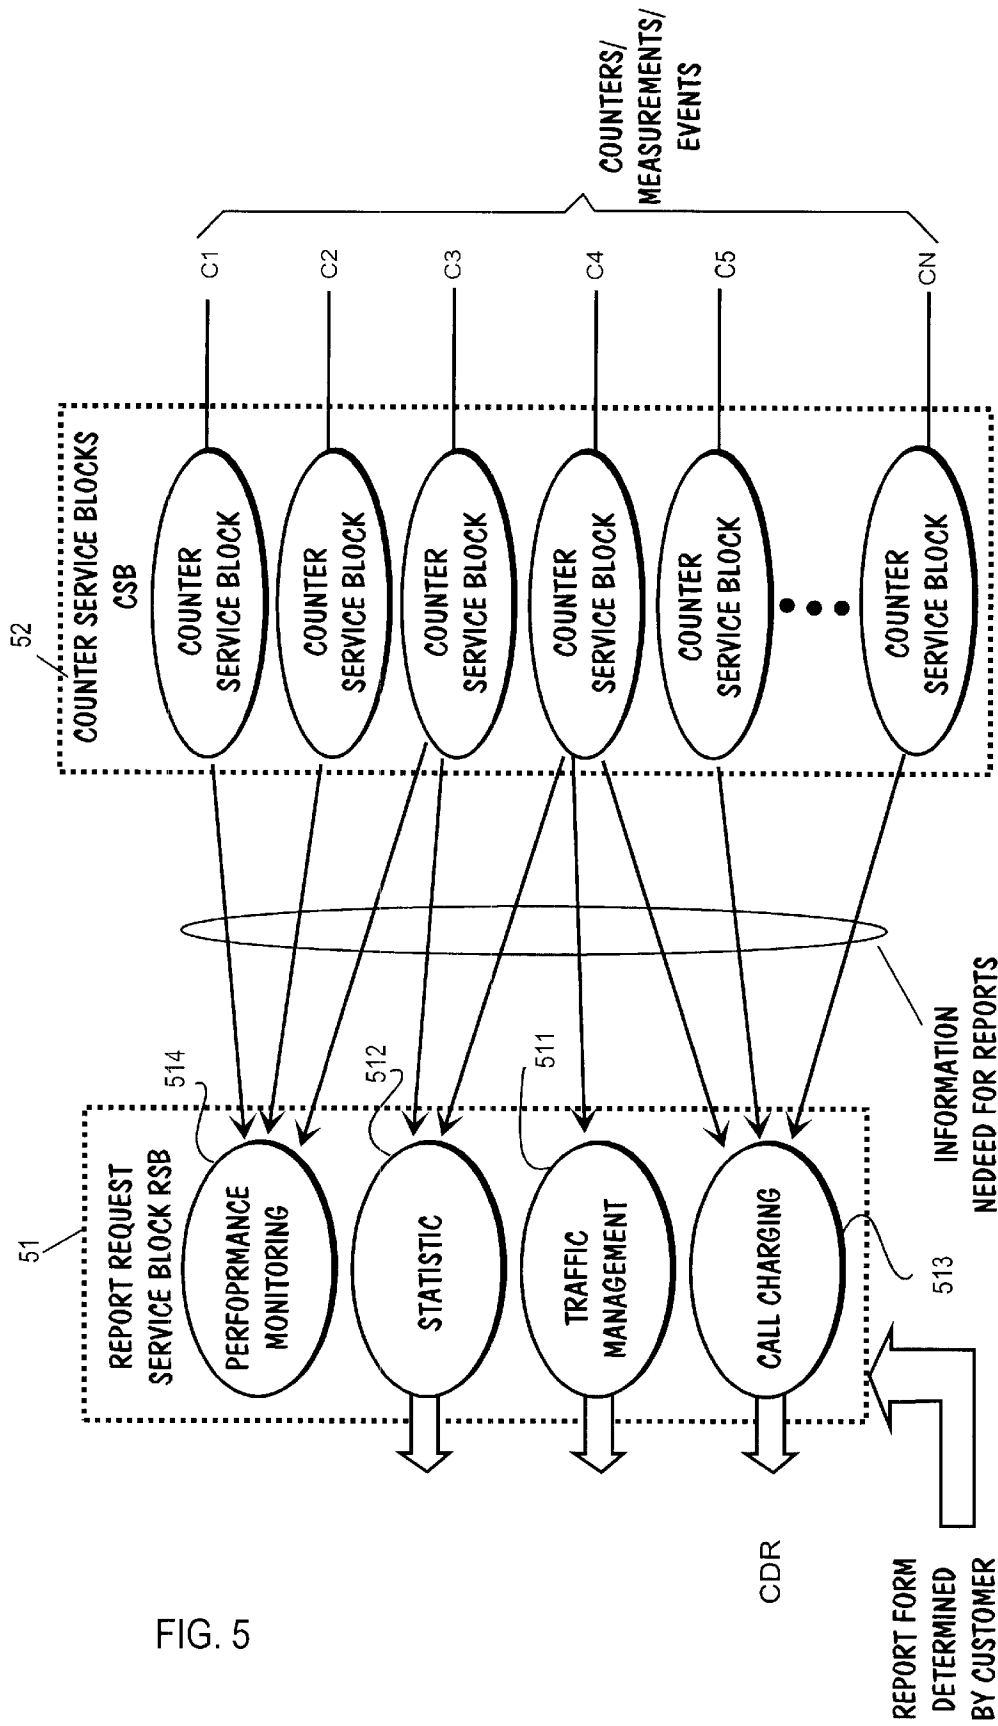 51
REPORT REQUEST
SERVICE BLOCK RSB
514
PERFOPRMANCE
MONITORING
512
STATISTIC
511
TRAFFIC
MANAGEMENT
513
CALL CHARGING
CDR
REPORT FORM
DETERMINED
BY CUSTOMER
INFORMATION
NEEDED FOR REPORTS
52
COUNTER SERVICE BLOCKS
CSB
COUNTER
SERVICE BLOCK
COUNTER
SERVICE BLOCK
COUNTER
SERVICE BLOCK
COUNTER
SERVICE BLOCK
COUNTER
SERVICE BLOCK
COUNTER
SERVICE BLOCK
C1
C2
C3
C4
C5
CN
COUNTERS/
MEASUREMENTS/
EVENTS
FIG. 5